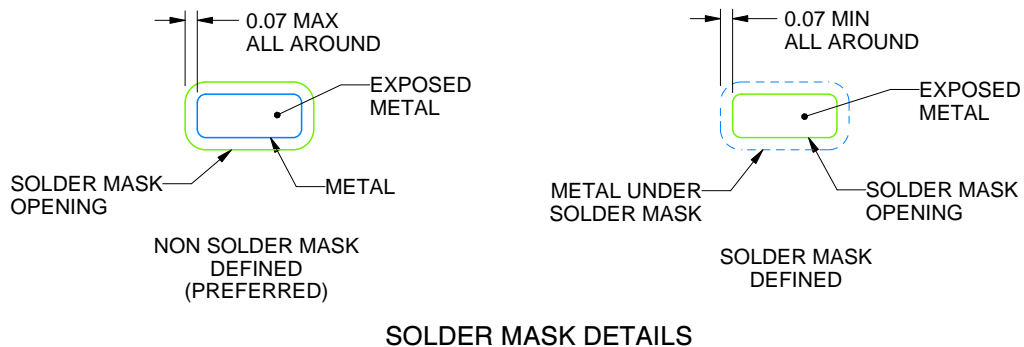 0.07 MAX
ALL AROUND
EXPOSED
METAL
SOLDER MASK
OPENING
METAL
NON SOLDER MASK
DEFINED
(PREFERRED)
0.07 MIN
ALL AROUND
EXPOSED
METAL
METAL UNDER
SOLDER MASK
SOLDER MASK
OPENING
SOLDER MASK
DEFINED
SOLDER MASK DETAILS